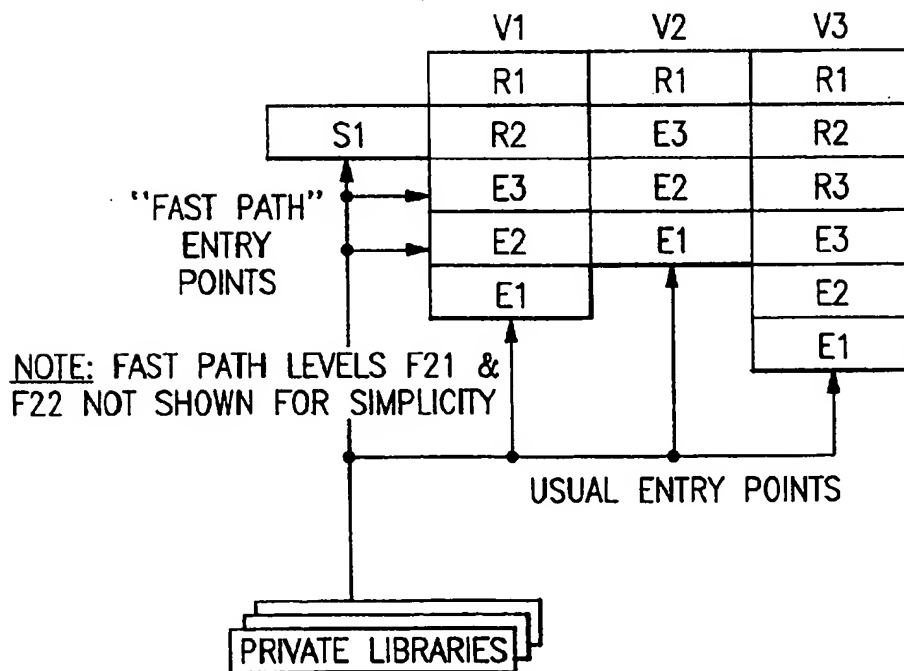 V1 V2 V3
R1 R1 R1
S1 R2 E3 R2
E3 E2 R3
E2 E1 E3
E1 E2
E1
"FAST PATH"
ENTRY
POINTS
NOTE: FAST PATH LEVELS F21 &
F22 NOT SHOWN FOR SIMPLICITY
USUAL ENTRY POINTS
PRIVATE LIBRARIES